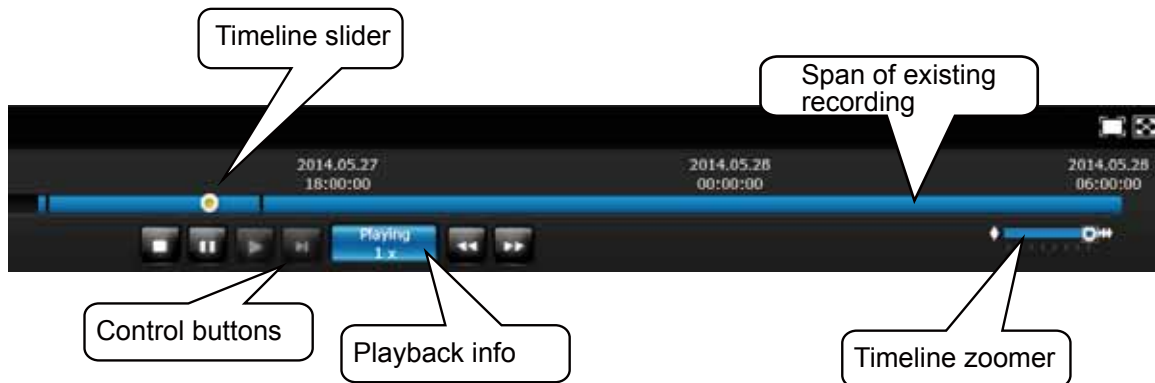 Timeline slider
Span of existing
recording
2014.05.27
18:00:00
2014.05.28
00:00:00
2014.05.28
06:00:00
Playing
1 x
Control buttons
Playback info
Timeline zoomer